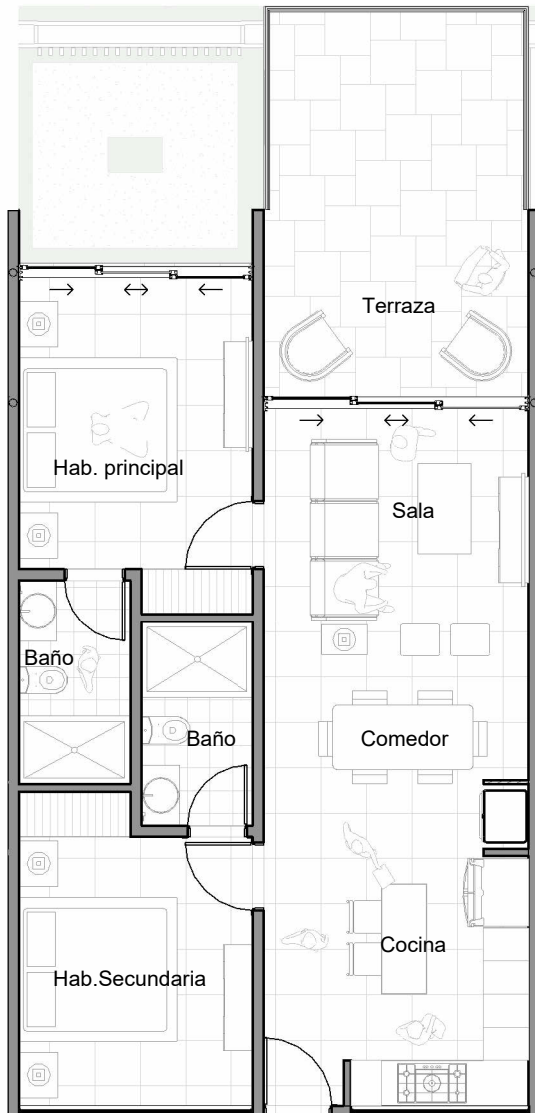 Terraza
Hab. principal
Sala
Baño
Baño
Comedor
Cocina
Hab.Secundaria